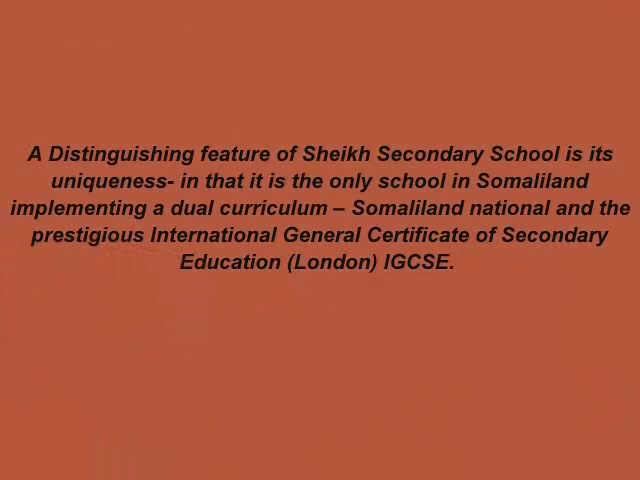 A Distinguishing feature of Sheikh Secondary School is its
uniqueness- in that it is the only school in Somaliland
implementing a dual curriculum – Somaliland national and the
prestigious International General Certificate of Secondary
Education (London) IGCSE.